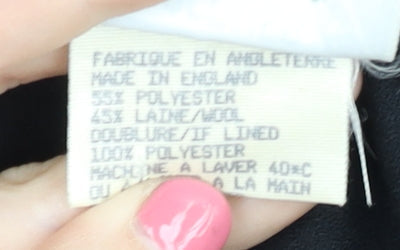 FABRIQUE EN ANGLETERRE
MADE IN ENGLAND
55% POLYESTER
45% LAINE/WOOL
DOUBLURE/IF LINED
100% POLYESTER
MACHINE A LAVER 40*C
OU A LA MAIN